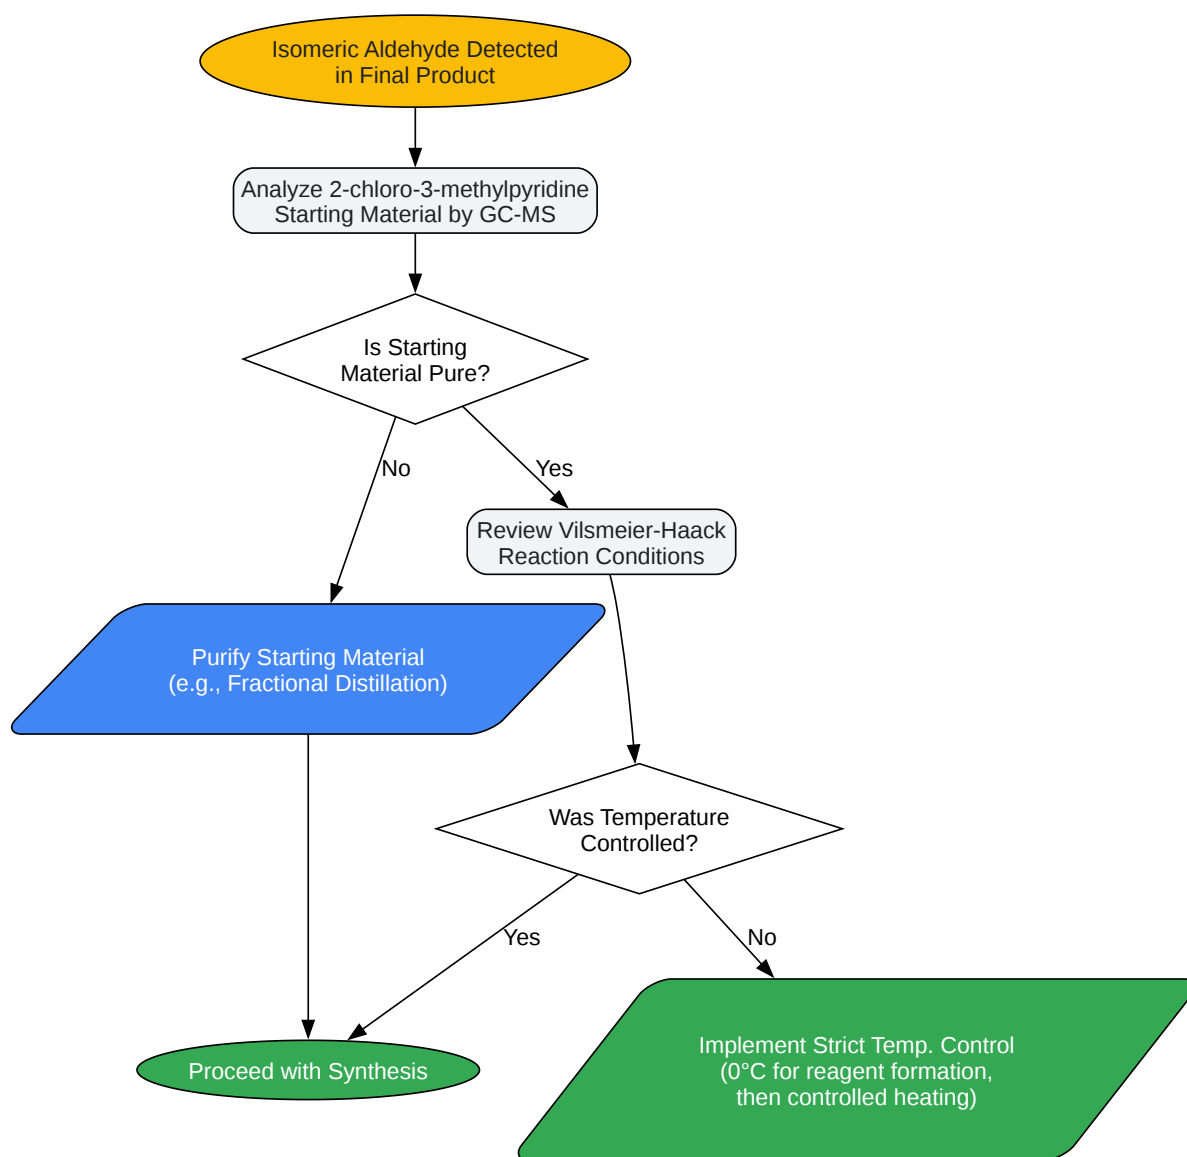 Isomeric Aldehyde Detected
in Final Product
Analyze 2-chloro-3-methylpyridine
Starting Material by GC-MS
Is Starting
Material Pure?
No
Yes
Review Vilsmeier-Haack
Reaction Conditions
Purify Starting Material
(e.g., Fractional Distillation)
Was Temperature
Controlled?
Yes
No
Proceed with Synthesis
Implement Strict Temp. Control
(0°C for reagent formation,
then controlled heating)